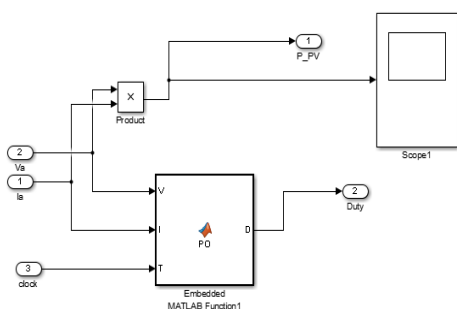 1
P_PV
×
Product
Scope1
2
Va
1
Ia
V
I
T
PO
D
2
Duty
3
clock
Embedded
MATLAB Function1